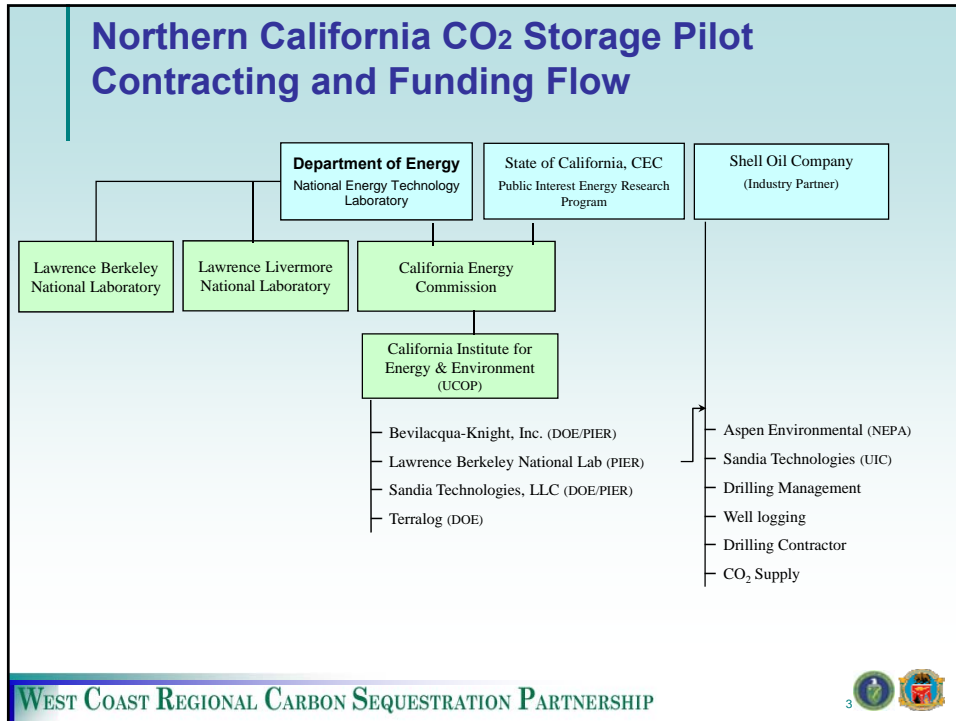 Northern California CO2 Storage Pilot
Contracting and Funding Flow
Department of Energy
National Energy Technology
Laboratory
State of California, CEC
Public Interest Energy Research
Program
Shell Oil Company
(Industry Partner)
Lawrence Berkeley
National Laboratory
Lawrence Livermore
National Laboratory
California Energy
Commission
California Institute for
Energy & Environment
(UCOP)
Bevilacqua-Knight, Inc. (DOE/PIER)
Lawrence Berkeley National Lab (PIER)
Sandia Technologies, LLC (DOE/PIER)
Terralog (DOE)
Aspen Environmental (NEPA)
Sandia Technologies (UIC)
Drilling Management
Well logging
Drilling Contractor
CO2 Supply
WEST COAST REGIONAL CARBON SEQUESTRATION PARTNERSHIP
3